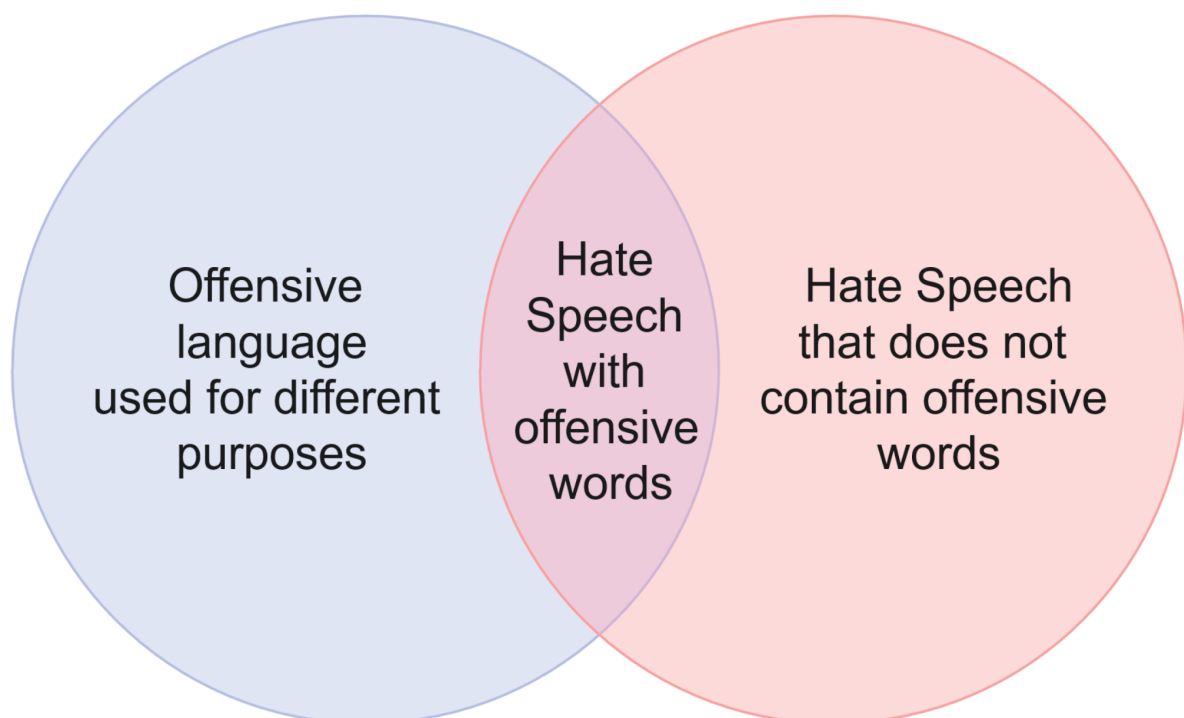 Offensive
language
used for different
purposes
Hate
Speech
with
offensive
words
Hate Speech
that does not
contain offensive
words